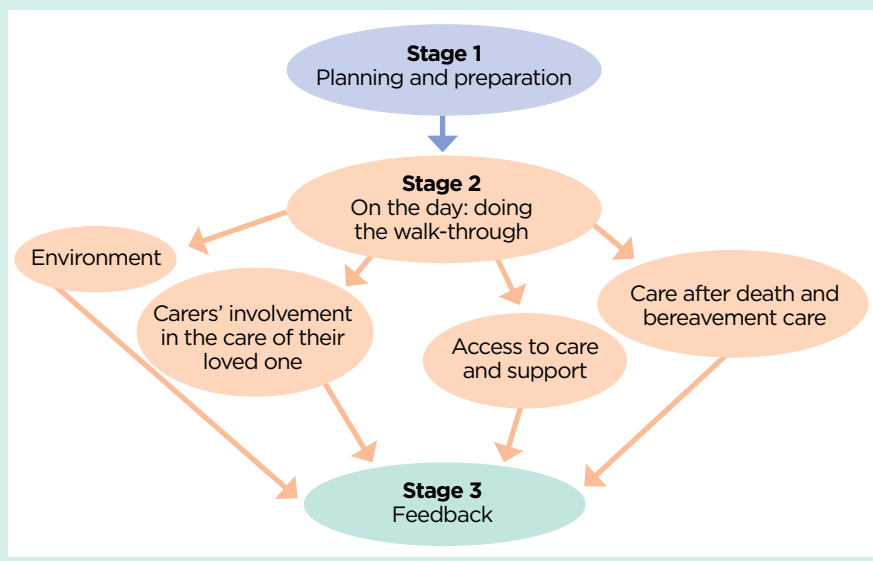 Stage 1
Planning and preparation
Stage 2
On the day: doing
the walk-through
Environment
Carers’ involvement
in the care of their
loved one
Access to care
and support
Care after death and
bereavement care
Stage 3
Feedback